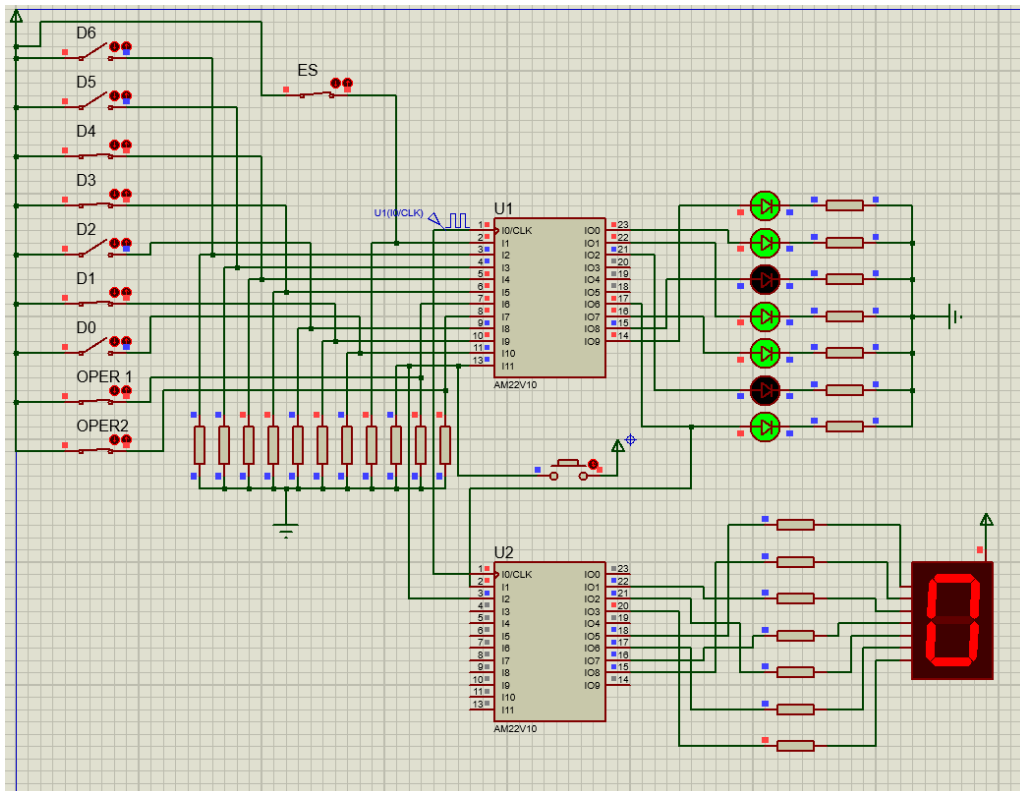 D6
D5
D4
D3
D2
D1
D0
OPER 1
OPER2
ES
U1(I0/CLK)
U1
1 I0/CLK IO0 23
2 I1 IO1 22
3 I2 IO2 21
4 I3 IO3 20
5 I4 IO4 19
6 I5 IO5 18
7 I6 IO6 17
8 I7 IO7 16
9 I8 IO8 15
10 I9 IO9 14
11 I10
13 I11
AM22V10
U2
1 I0/CLK IO0 23
2 I1 IO1 22
3 I2 IO2 21
4 I3 IO3 20
5 I4 IO4 19
6 I5 IO5 18
7 I6 IO6 17
8 I7 IO7 16
9 I8 IO8 15
10 I9 IO9 14
11 I10
13 I11
AM22V10
0